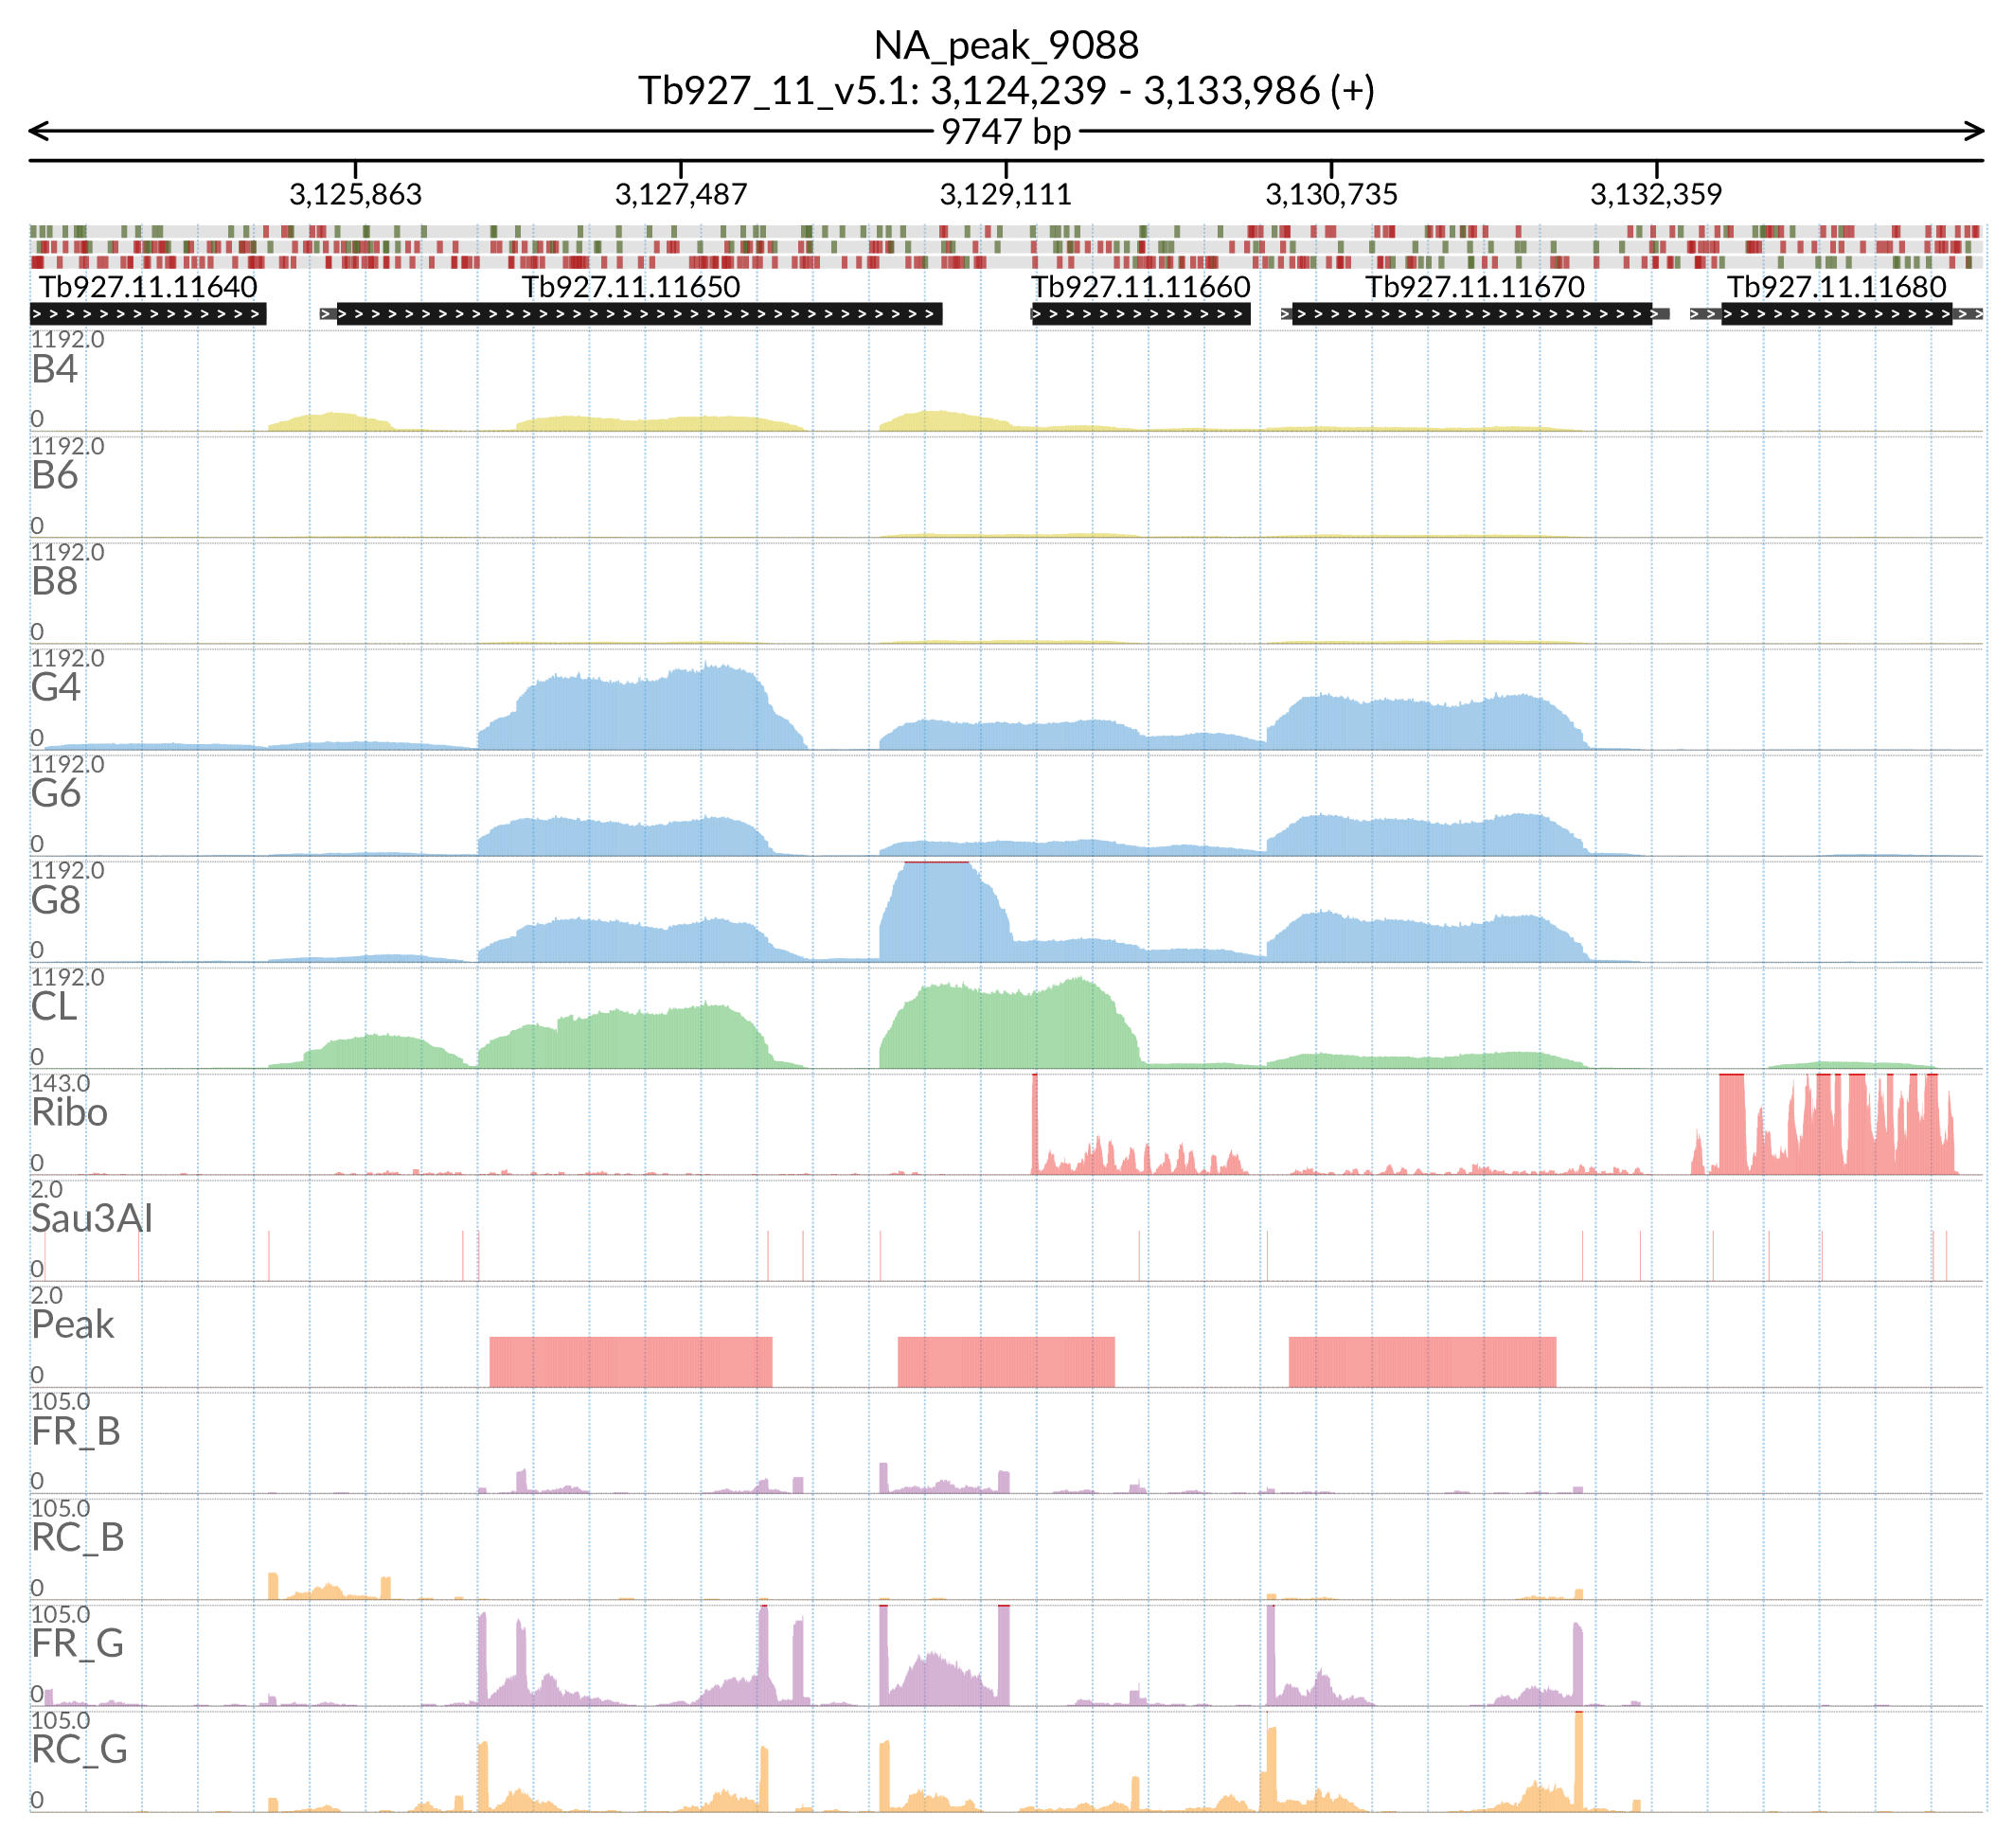 NA_peak_9088
Tb927_11_v5.1: 3,124,239 - 3,133,986 (+)
9747 bp
3,125,863 3,127,487 3,129,111 3,130,735 3,132,359
Tb927.11.11640 Tb927.11.11650 Tb927.11.11660 Tb927.11.11670 Tb927.11.11680
1192.0
B4
0
1192.0
B6
0
1192.0
B8
0
1192.0
G4
0
1192.0
G6
0
1192.0
G8
0
1192.0
CL
0
143.0
Ribo
0
2.0
Sau3AI
0
2.0
Peak
0
105.0
FR_B
0
105.0
RC_B
0
105.0
FR_G
0
105.0
RC_G
0